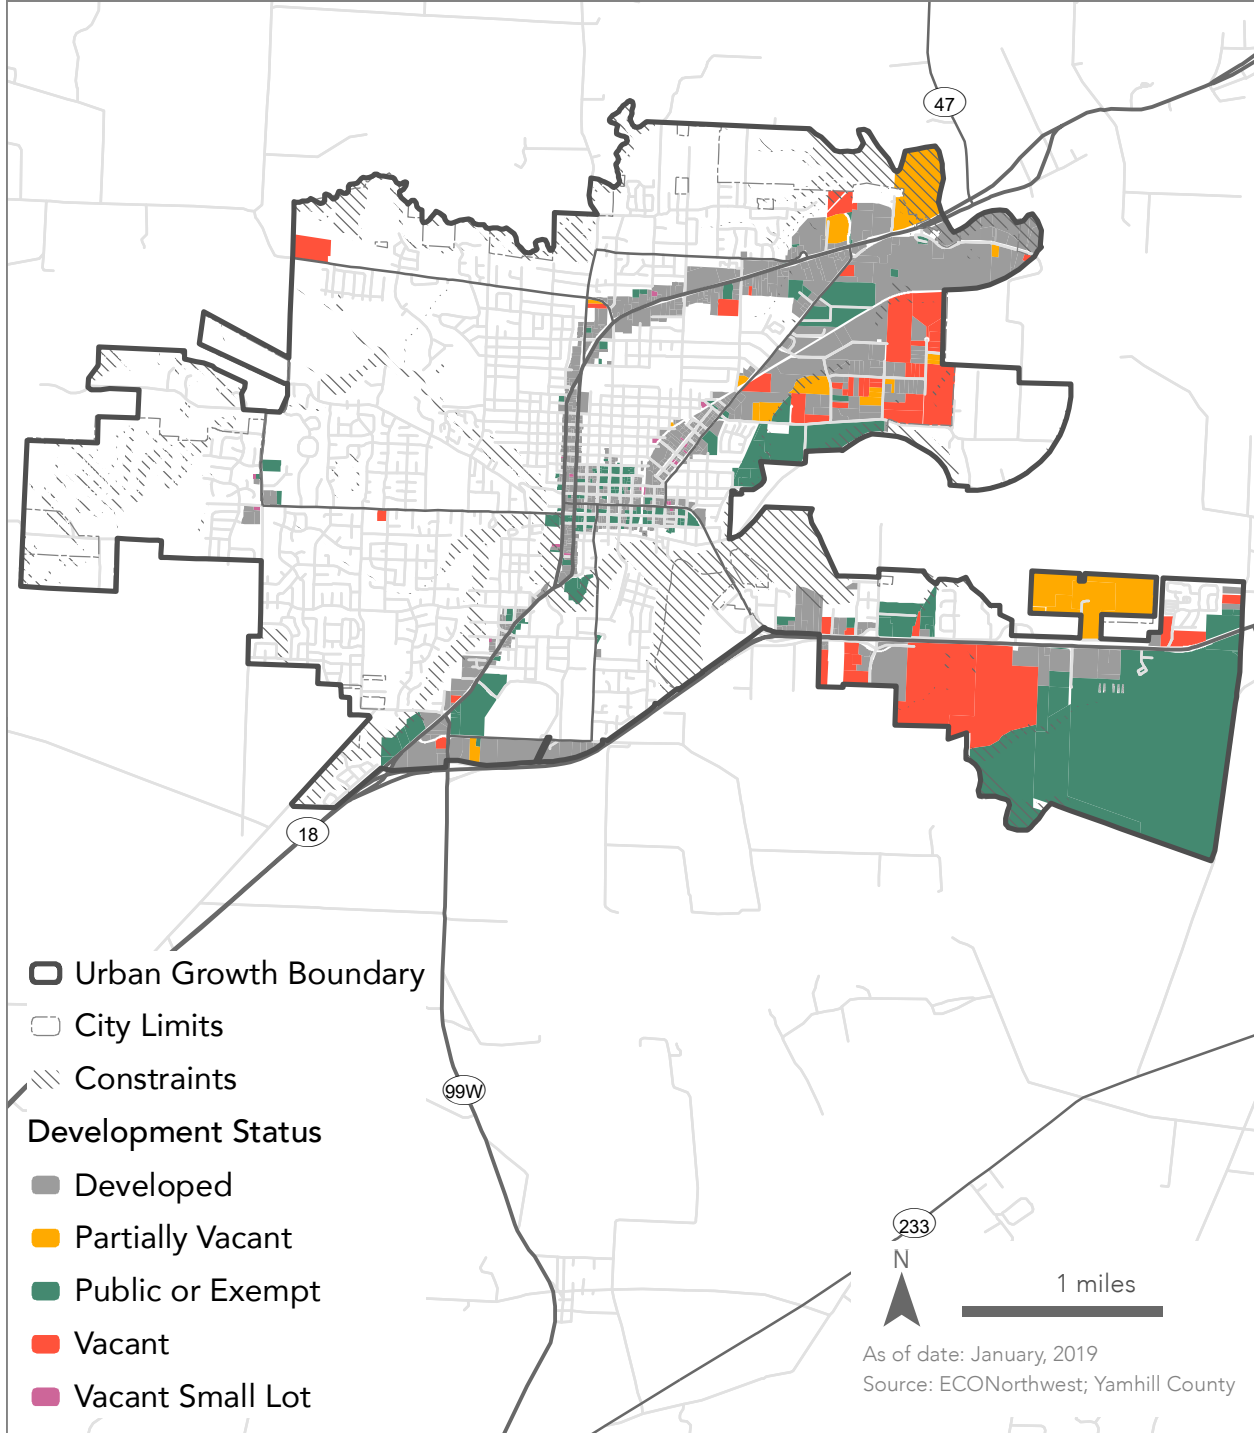 47
18
Urban Growth Boundary
City Limits
Constraints
99W
Development Status
Developed
Partially Vacant
233
N
Public or Exempt
1 miles
Vacant
As of date: January, 2019
Source: ECONorthwest; Yamhill County
Vacant Small Lot